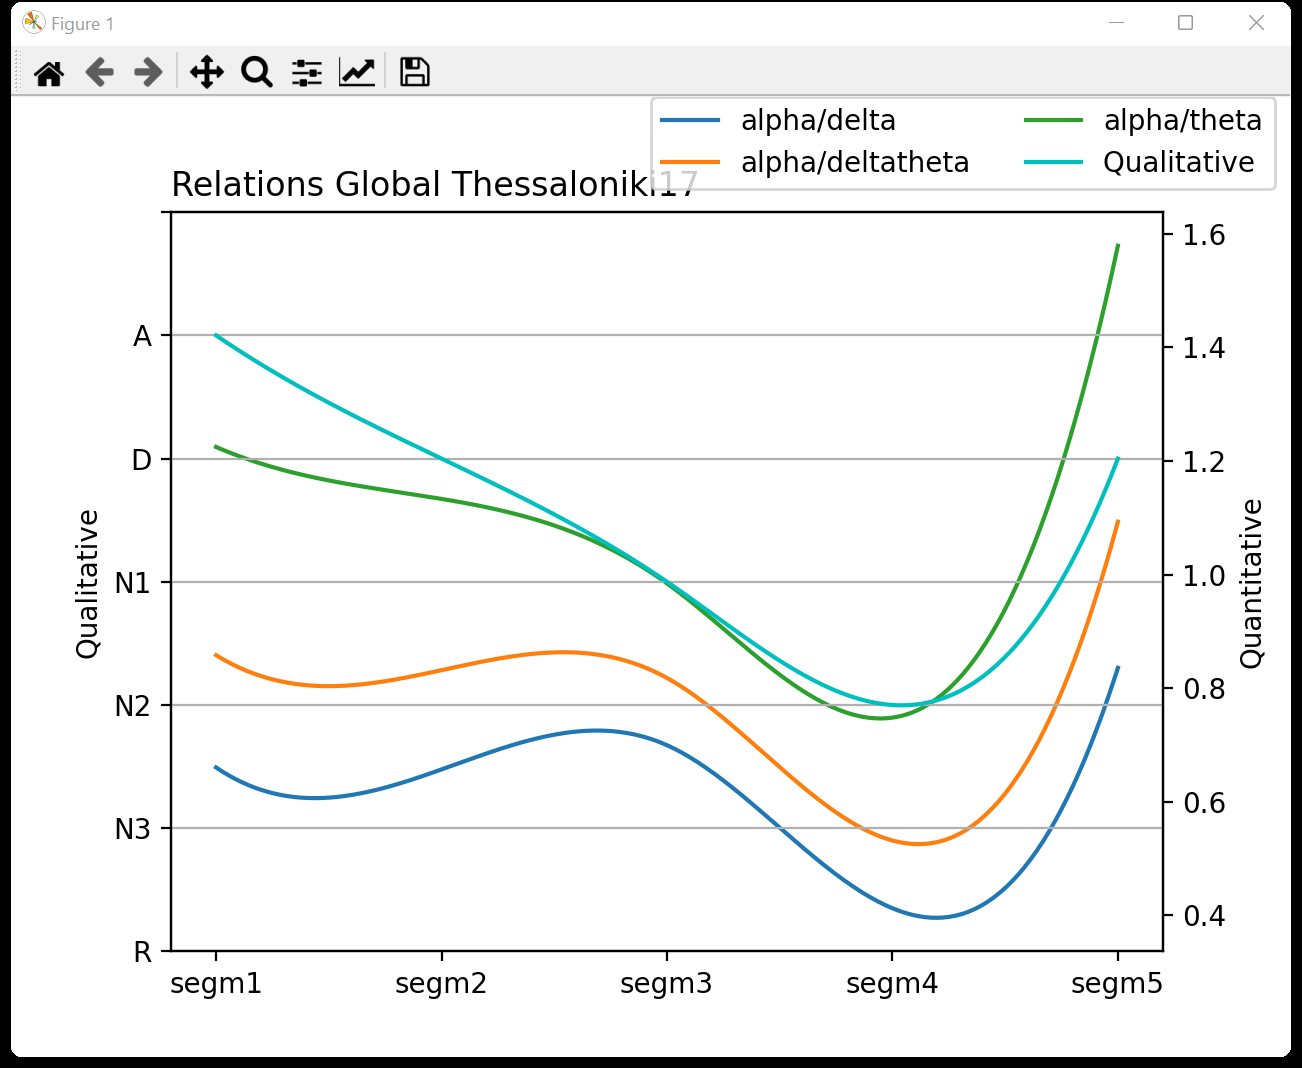 Figure 1
alpha/delta
alpha/deltatheta
alpha/theta
Qualitative
Relations Global Thessaloniki17
A
D
N1
N2
N3
R
Qualitative
1.6
1.4
1.2
1.0
0.8
0.6
0.4
Quantitative
segm1 segm2 segm3 segm4 segm5